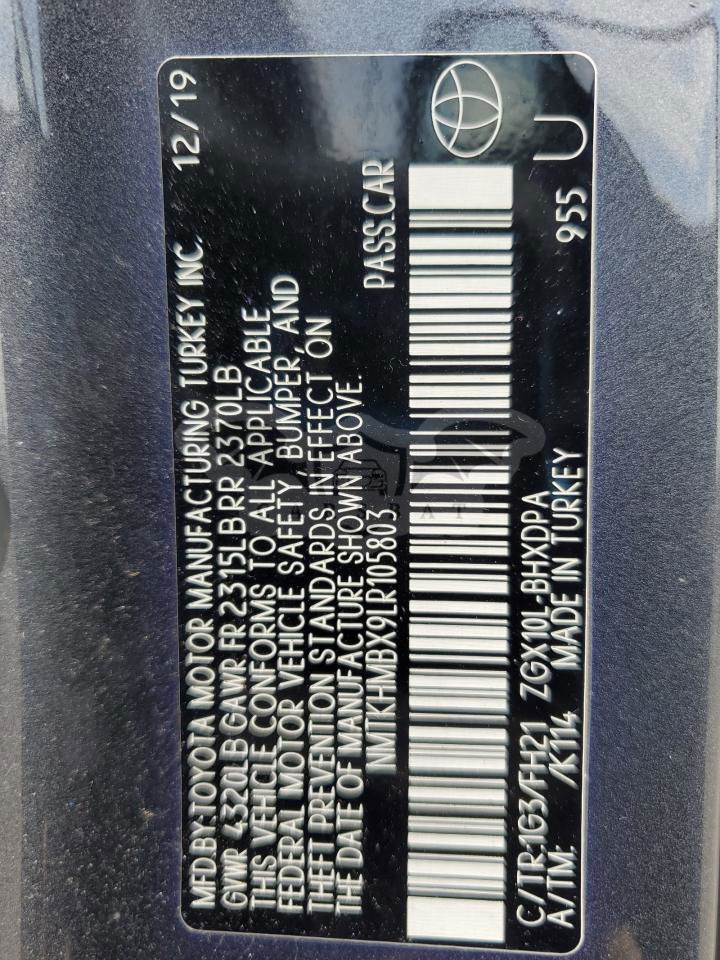 MFD.BY:TOYOTA MOTOR MANUFACTURING TURKEY INC. 12/19
GVWR 4320LB GAWR FR 2315LB RR 2370LB
THIS VEHICLE CONFORMS TO ALL APPLICABLE
FEDERAL MOTOR VEHICLE SAFETY, BUMPER, AND
THEFT PREVENTION STANDARDS IN EFFECT ON
THE DATE OF MANUFACTURE SHOWN ABOVE.
NMTKHMBX9LR105803 PASS.CAR
C/TR:1G3/FH21 ZGX10L-BHXDPA 955 U
A/TM: /K114 MADE IN TURKEY